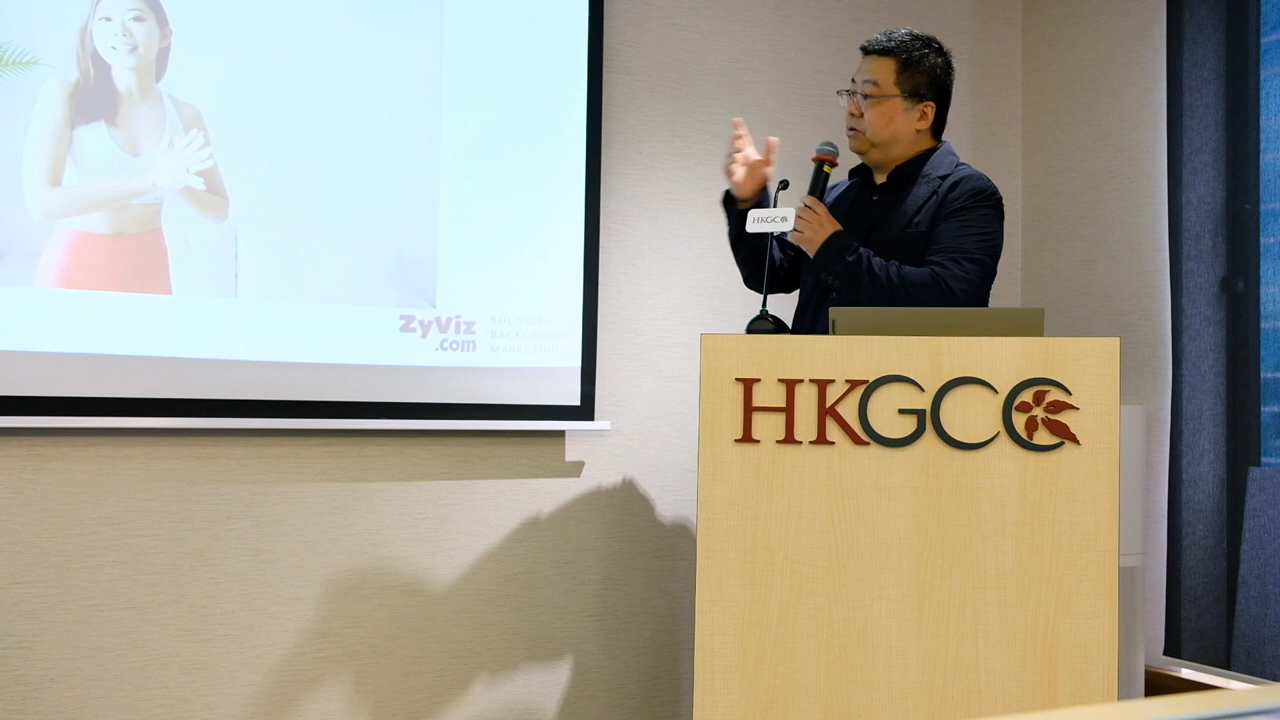 ZyViz
.com
KOL VIDEO
BACKGROUND
MARKETING
HKGCC
HKGCC